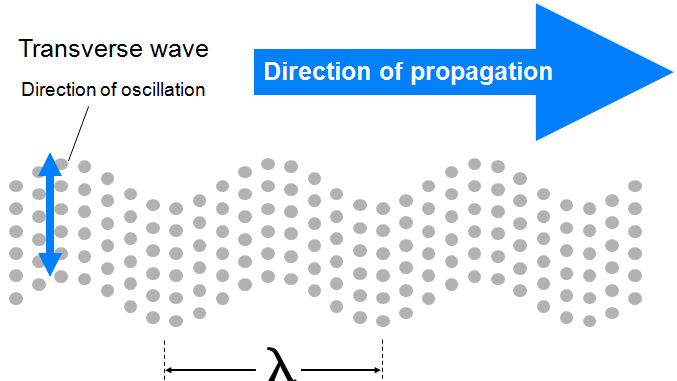 Transverse wave
Direction of propagation
Direction of oscillation
λ